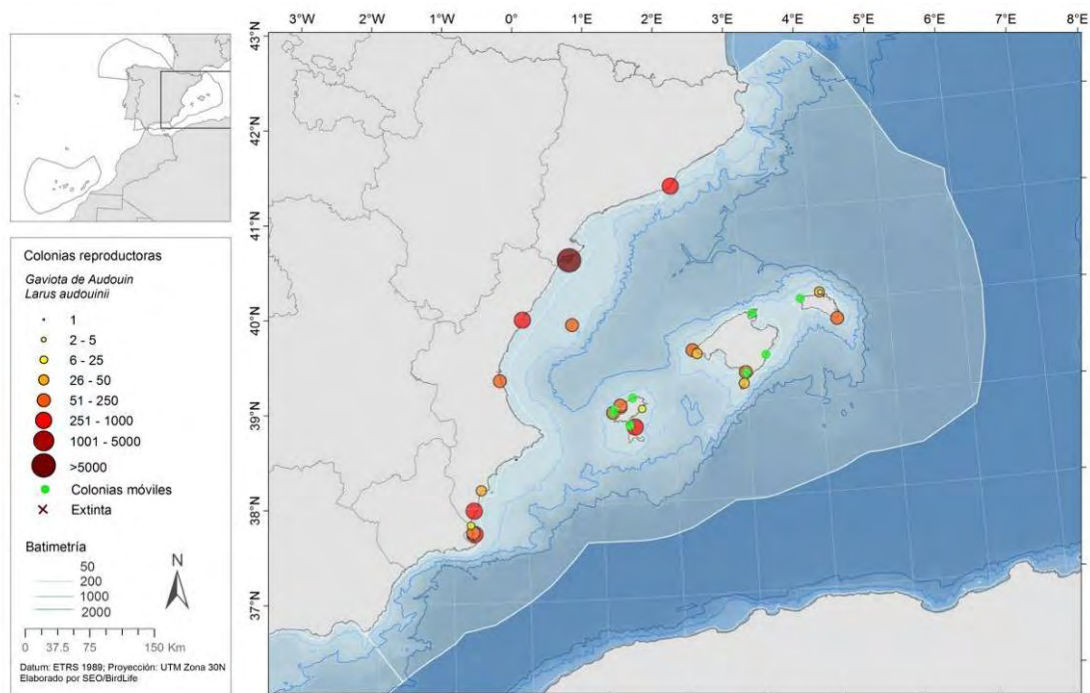 3°W 2°W 1°W 0° 1°E 2°E 3°E 4°E 5°E 6°E 7°E 8°E
43°N
42°N
41°N
40°N
39°N
38°N
37°N
Colonias reproductoras
Gaviota de Audouin
Larus audouinii
1
2 - 5
6 - 25
26 - 50
51 - 250
251 - 1000
1001 - 5000
>5000
Colonias móviles
Extinta
Batimetría
50
200
1000
2000
N
0 37.5 75 150 Km
Datum: ETRS 1989; Proyección: UTM Zona 30N
Elaborado por SEO/BirdLife